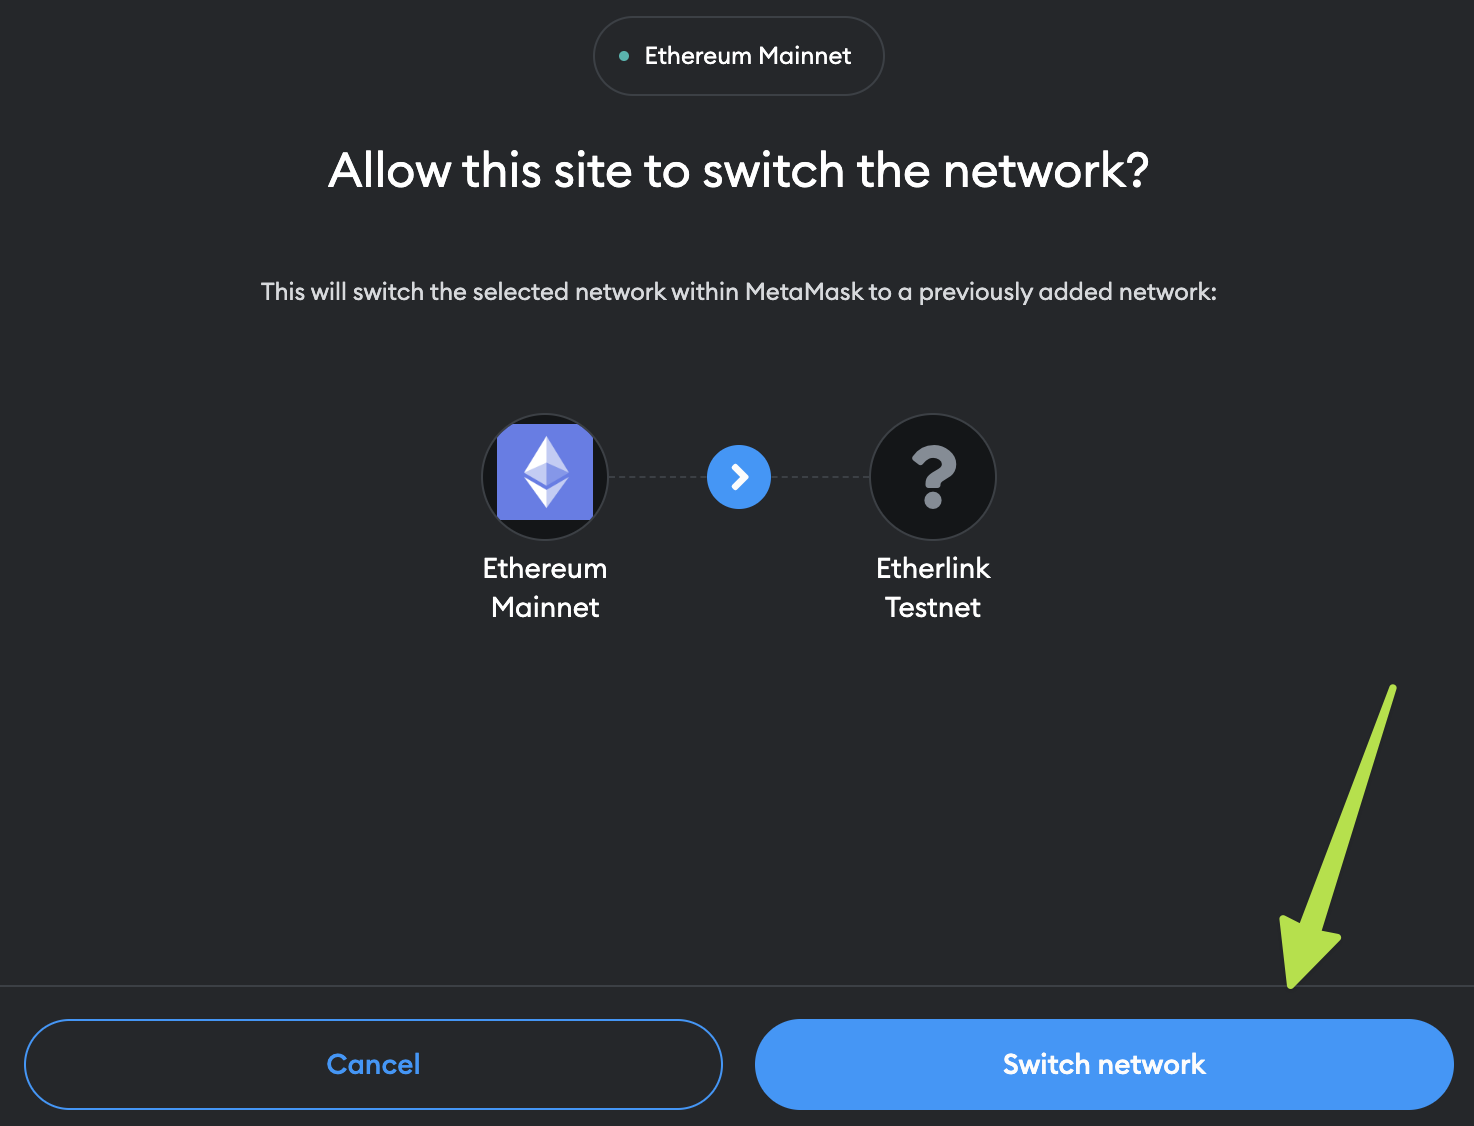 Ethereum Mainnet
Allow this site to switch the network?
This will switch the selected network within MetaMask to a previously added network:
Ethereum
Mainnet
Etherlink
Testnet
Cancel
Switch network